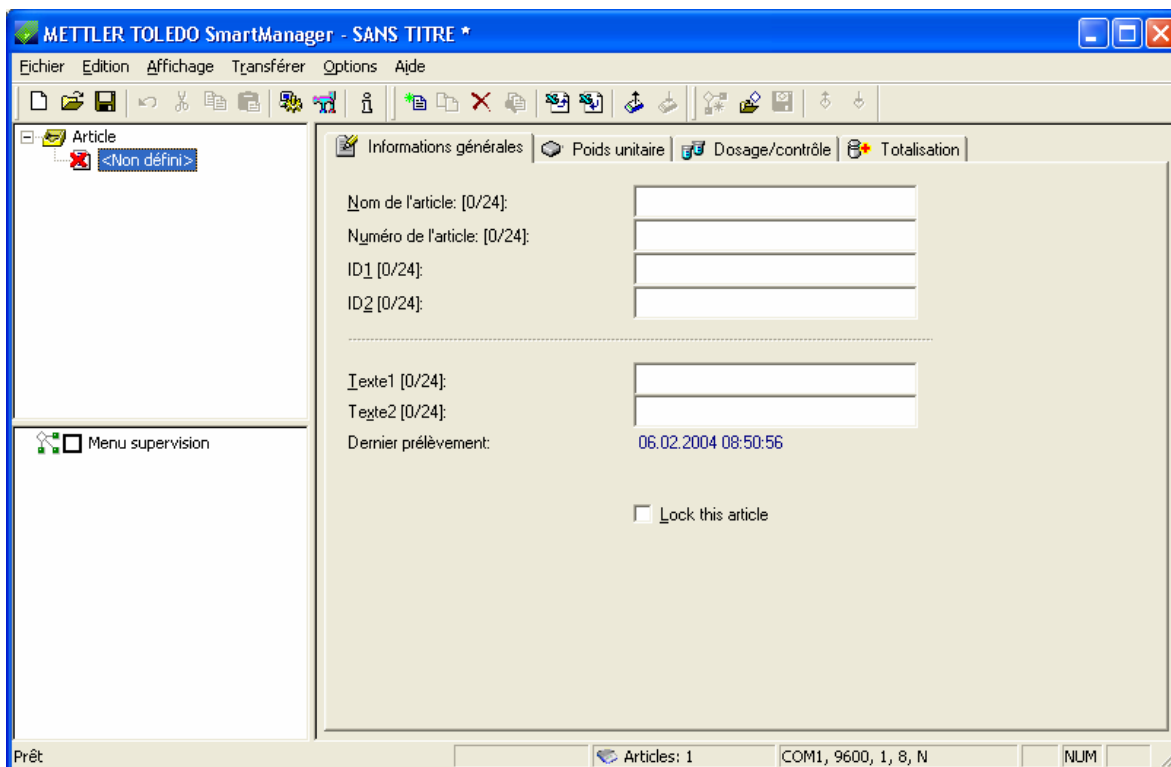 METTLER TOLEDO SmartManager - SANS TITRE *
Fichier Edition Affichage Transférer Options Aide
Article
<Non défini>
Menu supervision
Informations générales Poids unitaire Dosage/contrôle Totalisation
Nom de l'article: [0/24]:
Numéro de l'article: [0/24]:
ID1 [0/24]:
ID2 [0/24]:
Texte1 [0/24]:
Texte2 [0/24]:
Dernier prélèvement: 06.02.2004 08:50:56
Lock this article
Prêt Articles: 1 COM1, 9600, 1, 8, N NUM